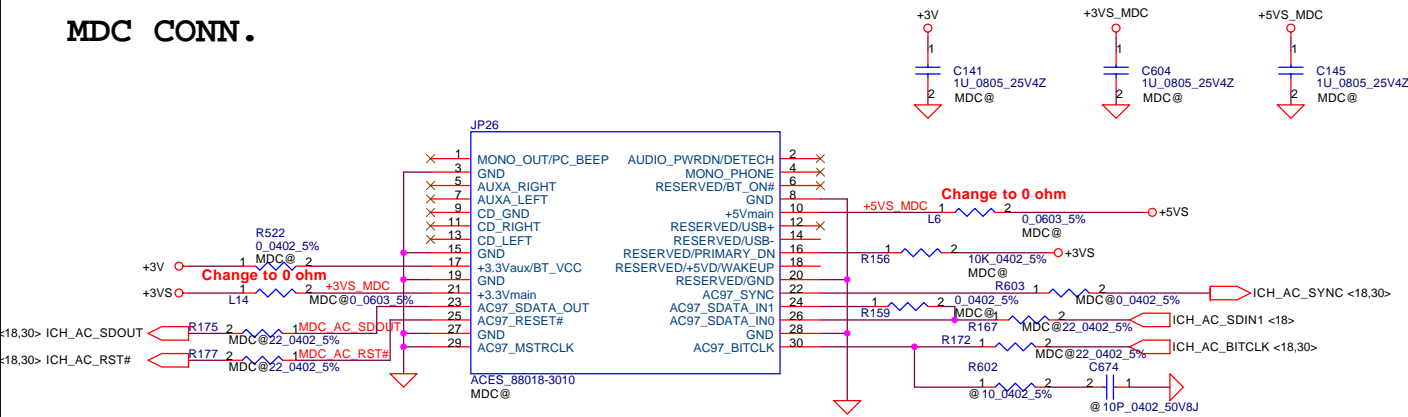 MDC CONN.
+3V
+3VS_MDC
+5VS_MDC
1
1
1
C141
1U_0805_25V4Z
MDC@
C604
1U_0805_25V4Z
MDC@
C145
1U_0805_25V4Z
MDC@
2
2
2
JP26
1 MONO_OUT/PC_BEEP AUDIO_PWRDN/DETECH 2
3 GND MONO_PHONE 4
5 AUXA_RIGHT RESERVED/BT_ON# 6
7 AUXA_LEFT GND 8
9 CD_GND +5Vmain 10
11 CD_RIGHT RESERVED/USB+ 12
13 CD_LEFT RESERVED/USB- 14
15 GND RESERVED/PRIMARY_DN 16
17 +3.3Vaux/BT_VCC RESERVED/+5VD/WAKEUP 18
19 GND RESERVED/GND 20
21 +3.3Vmain AC97_SYNC 22
23 AC97_SDATA_OUT AC97_SDATA_IN1 24
25 AC97_RESET# AC97_SDATA_IN0 26
27 GND GND 28
29 AC97_MSTRCLK AC97_BITCLK 30
ACES_88018-3010
MDC@
R522
0_0402_5%
MDC@
+3V 1 2
Change to 0 ohm
+3VS 1 2 +3VS_MDC
L14 MDC@ 0_0603_5%
<18,30> ICH_AC_SDOUT R175 2 1 MDC_AC_SDOUT
MDC@ 22_0402_5%
<18,30> ICH_AC_RST# R177 2 1 MDC_AC_RST#
MDC@ 22_0402_5%
Change to 0 ohm
+5VS_MDC 1 2 +5VS
L6 0_0603_5%
MDC@
1 2 +3VS
R156 10K_0402_5%
MDC@
R603
1 2 ICH_AC_SYNC <18,30>
MDC@ 0_0402_5%
1 2 0_0402_5%
R159 MDC@
R167 1 2 ICH_AC_SDIN1 <18>
MDC@ 22_0402_5%
R172 1 2 ICH_AC_BITCLK <18,30>
MDC@ 22_0402_5%
R602 C674
1 2 2 1
@ 10_0402_5%
@ 10P_0402_50V8J